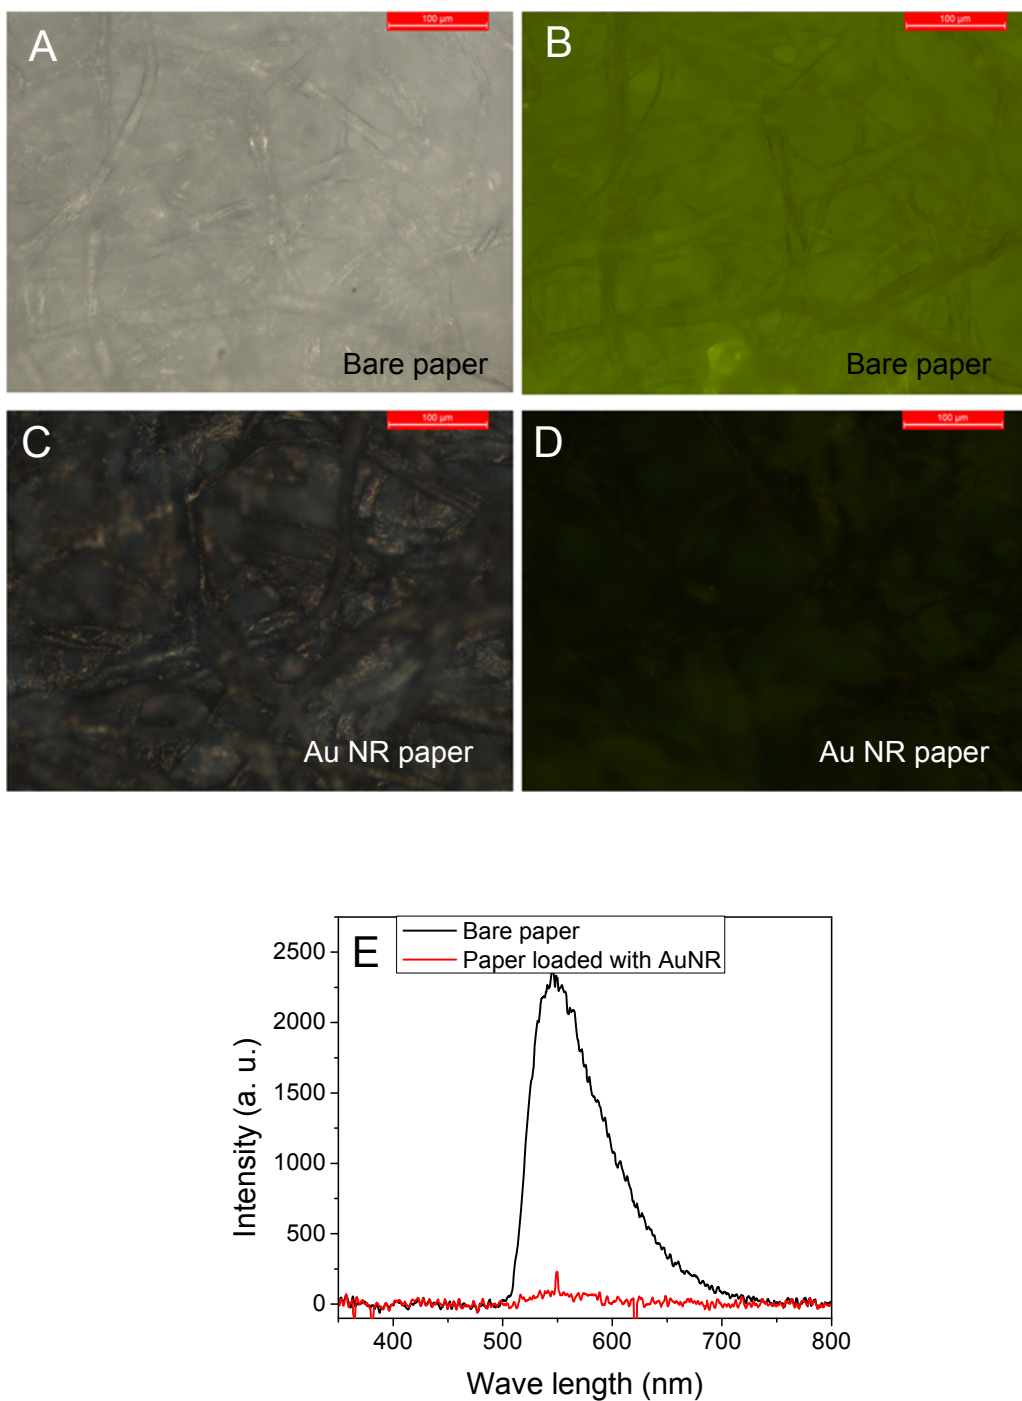 A
100 µm
Bare paper
B
100 µm
Bare paper
C
100 µm
Au NR paper
D
100 µm
Au NR paper
E
Bare paper
Paper loaded with AuNR
2500
2000
1500
1000
500
0
Intensity (a. u.)
400 500 600 700 800
Wave length (nm)